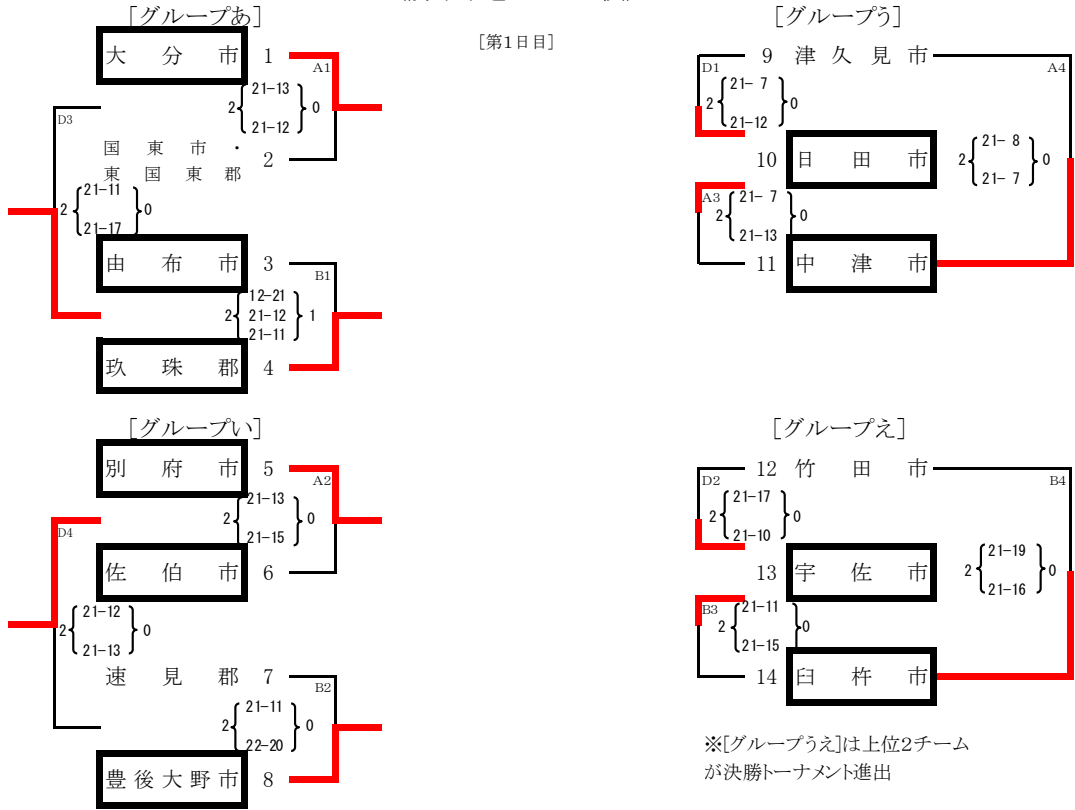 [グループあ]
[第1日目]
大分市 1
A1
21-13
2 0
21-12
D3
国東市・
東国東郡 2
21-11
2 0
21-17
由布市 3
B1
12-21
2 21-12 1
21-11
玖珠郡 4
[グループい]
別府市 5
A2
21-13
2 0
21-15
D4
佐伯市 6
21-12
2 0
21-13
速見郡 7
B2
21-11
2 0
22-20
豊後大野市 8
[グループう]
9 津久見市
D1
A4
21- 7
2 0
21-12
10 日田市
21- 8
2 0
21- 7
A3
21- 7
2 0
21-13
11 中津市
[グループえ]
12 竹田市
D2
B4
21-17
2 0
21-10
13 宇佐市
21-19
2 0
21-16
B3
21-11
2 0
21-15
14 臼杵市
※[グループうえ]は上位2チーム
が決勝トーナメント進出